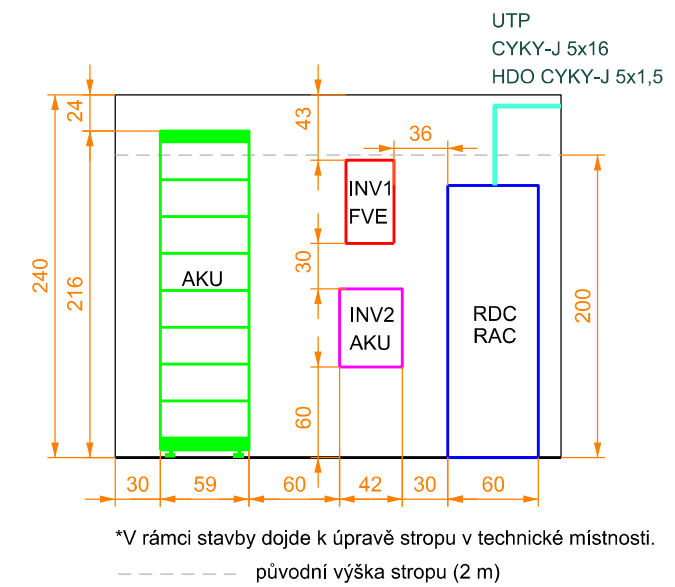 UTP
CYKY-J 5x16
HDO CYKY-J 5x1,5
24
43
36
INV1
FVE
240
216
AKU
30
200
INV2
AKU
RDC
RAC
60
30
59
60
42
30
60
*V rámci stavby dojde k úpravě stropu v technické místnosti.
původní výška stropu (2 m)